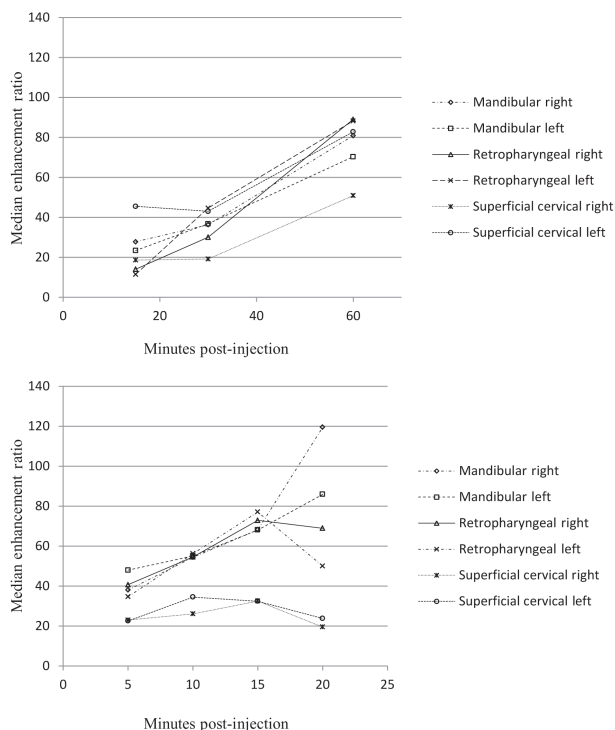 140
120
100
80
60
40
20
0
Median enhancement ratio
0 20 40 60
Minutes post-injection
Mandibular right
Mandibular left
Retropharyngeal right
Retropharyngeal left
Superficial cervical right
Superficial cervical left
140
120
100
80
60
40
20
0
Median enhancement ratio
0 5 10 15 20 25
Minutes post-injection
Mandibular right
Mandibular left
Retropharyngeal right
Retropharyngeal left
Superficial cervical right
Superficial cervical left